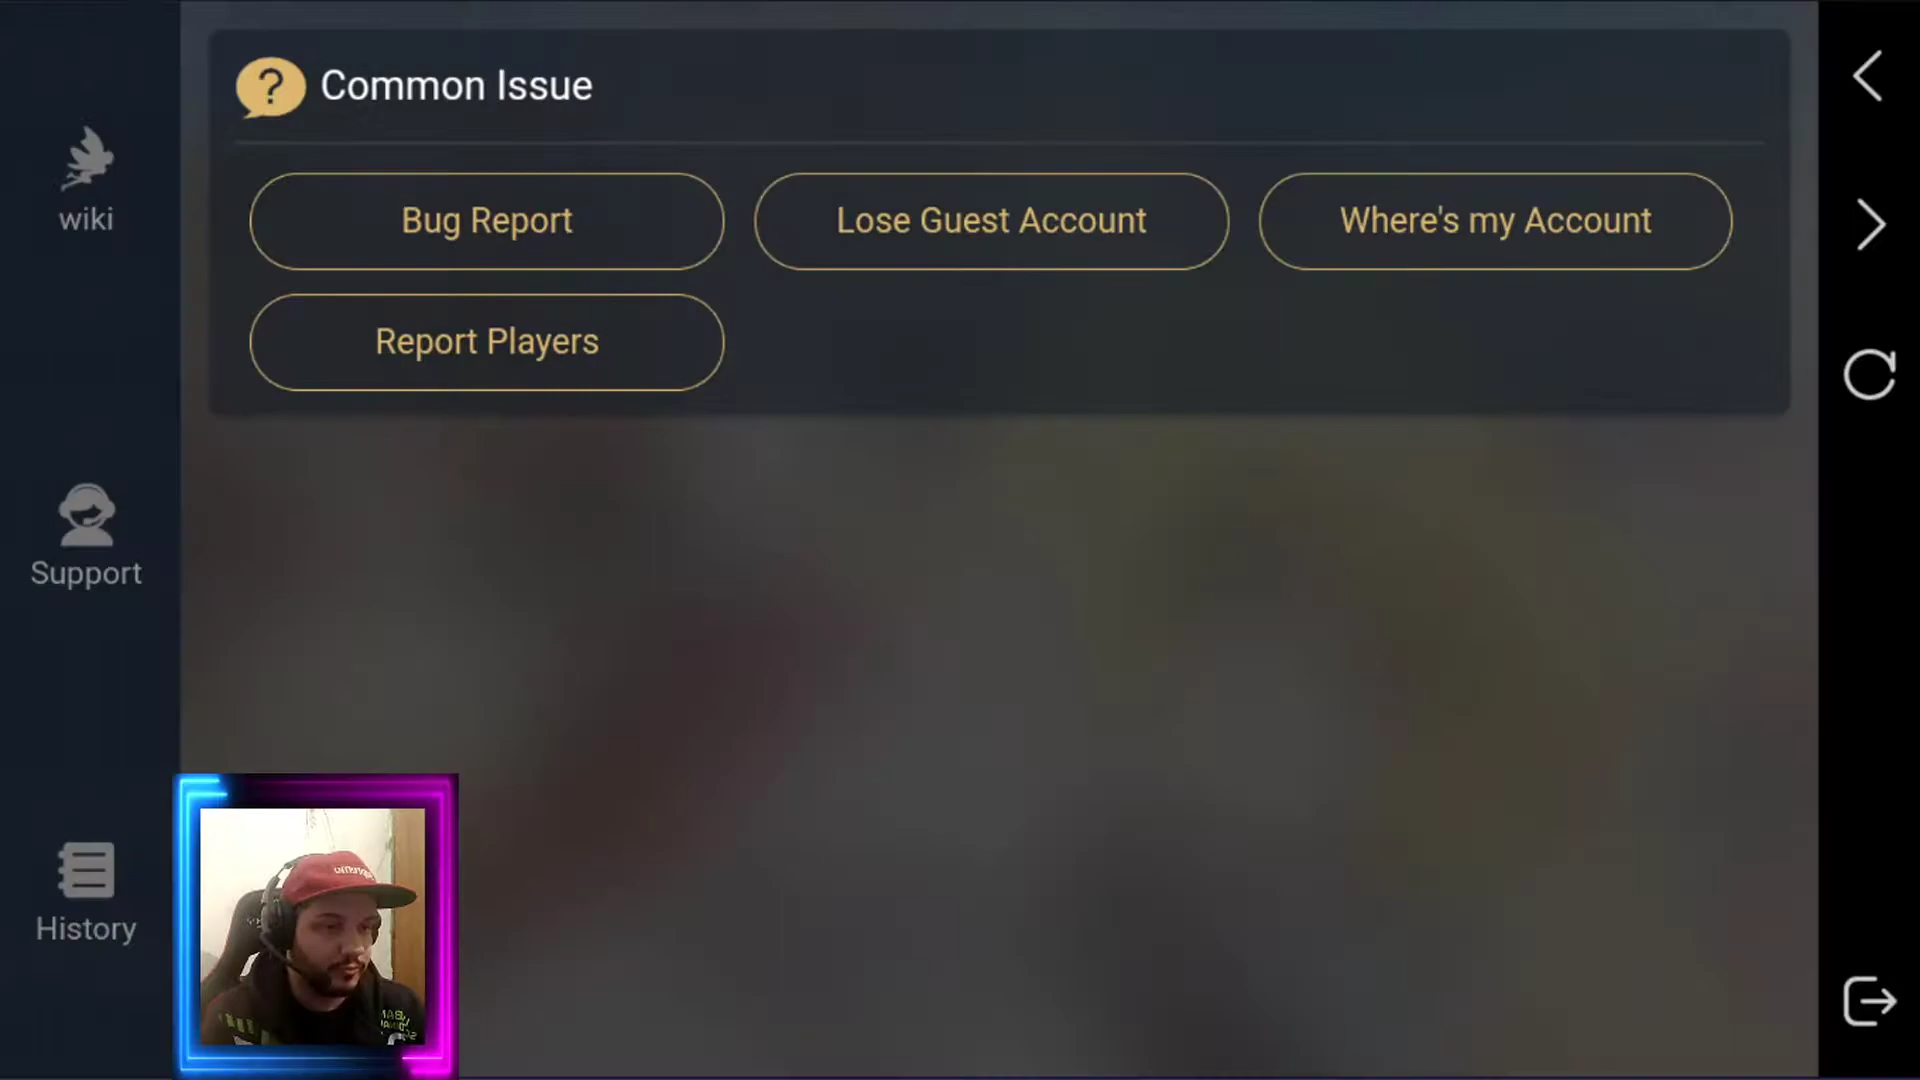 Common Issue
Bug Report
Lose Guest Account
Where's my Account
Report Players
wiki
Support
History